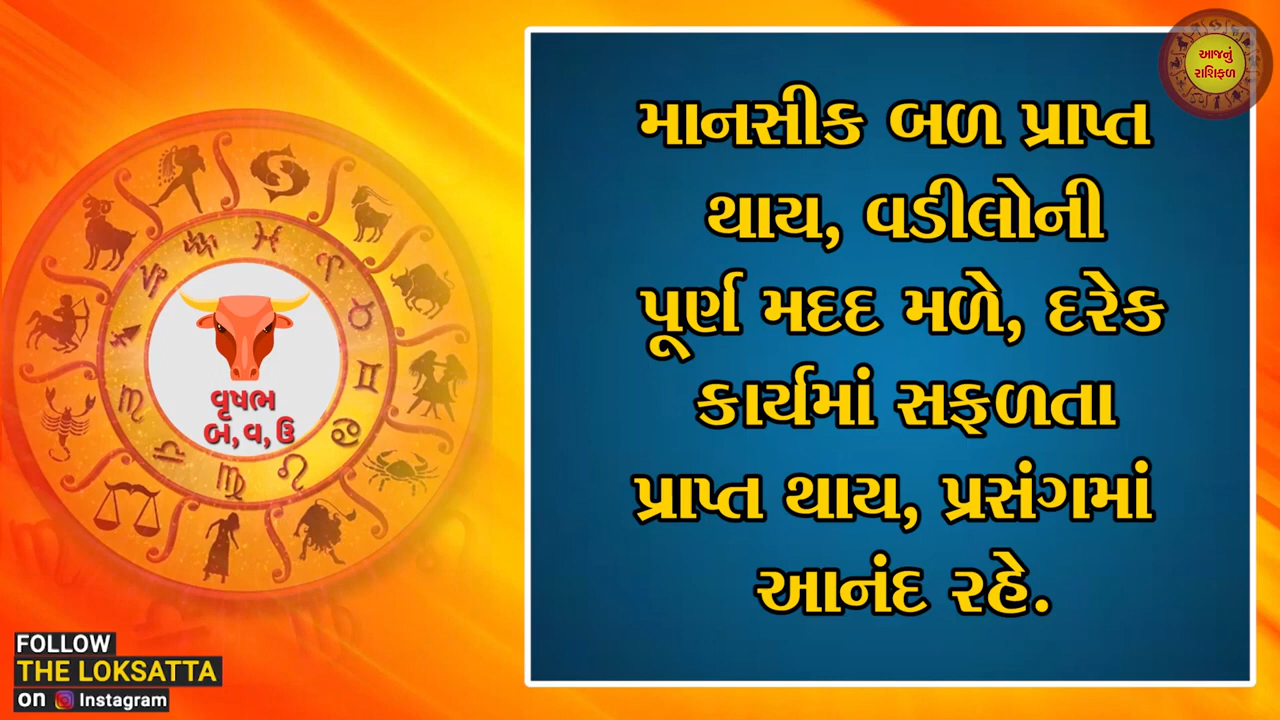 આજનું
રાશિફળ
માનસીક બળ પ્રાપ્ત
થાય, વડીલોની
પૂર્ણ મદદ મળે, દરેક
કાર્યમાં સફળતા
પ્રાપ્ત થાય, પ્રસંગમાં
આનંદ રહે.
વૃષભ
બ, વ, ઉ
FOLLOW
THE LOKSATTA
on Instagram